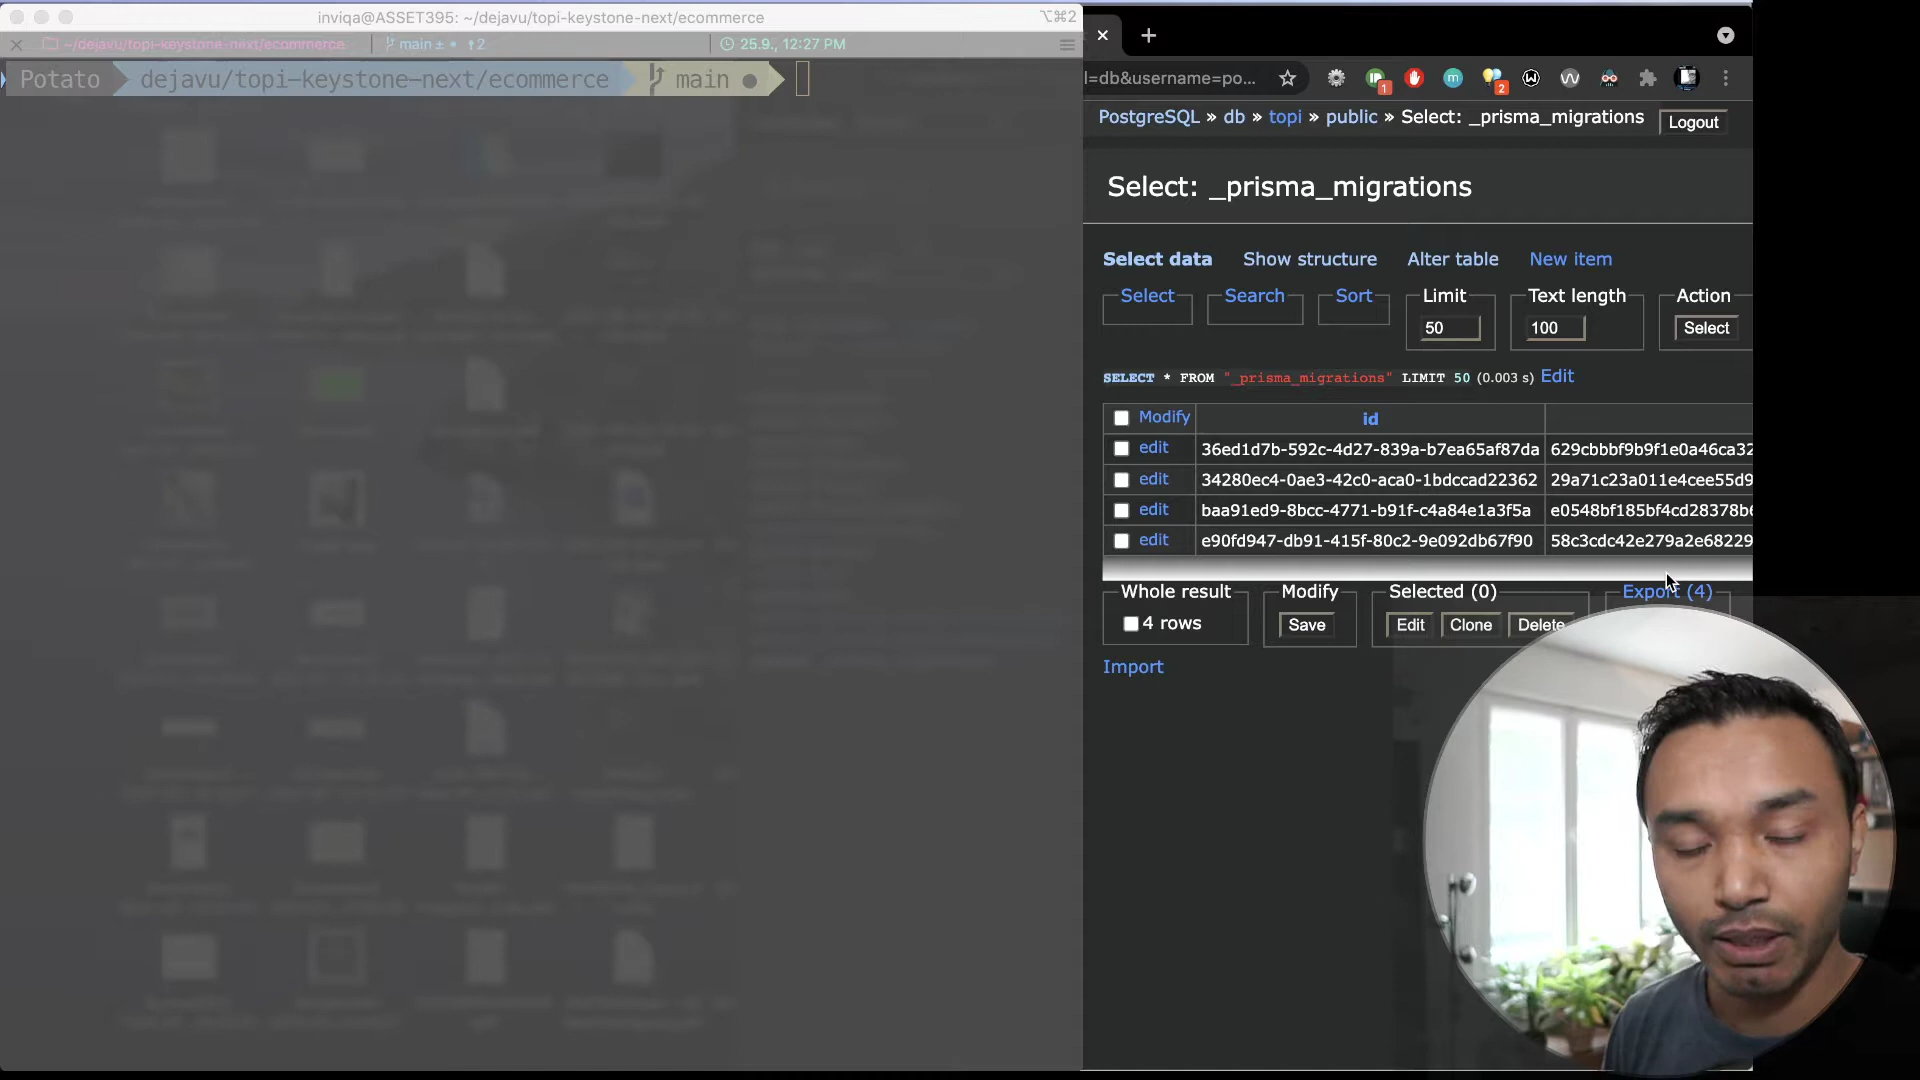 inviqa@ASSET395: ~/dejavu/topi-keystone-next/ecommerce
⌥⌘2
~/dejavu/topi-keystone-next/ecommerce
main ± • ↑2
25.9., 12:27 PM
Potato dejavu/topi-keystone-next/ecommerce main ●
l=db&username=po...
1
m
2
PostgreSQL » db » topi » public » Select: _prisma_migrations
Logout
Select: _prisma_migrations
Select data Show structure Alter table New item
Select Search Sort Limit Text length Action
50 100 Select
SELECT * FROM "_prisma_migrations" LIMIT 50 (0.003 s) Edit
Modify id
edit 36ed1d7b-592c-4d27-839a-b7ea65af87da 629cbbbf9b9f1e0a46ca32
edit 34280ec4-0ae3-42c0-aca0-1bdccad22362 29a71c23a011e4cee55d9
edit baa91ed9-8bcc-4771-b91f-c4a84e1a3f5a e0548bf185bf4cd28378be
edit e90fd947-db91-415f-80c2-9e092db67f90 58c3cdc42e279a2e68229
Whole result Modify Selected (0) Export (4)
4 rows Save Edit Clone Delete
Import